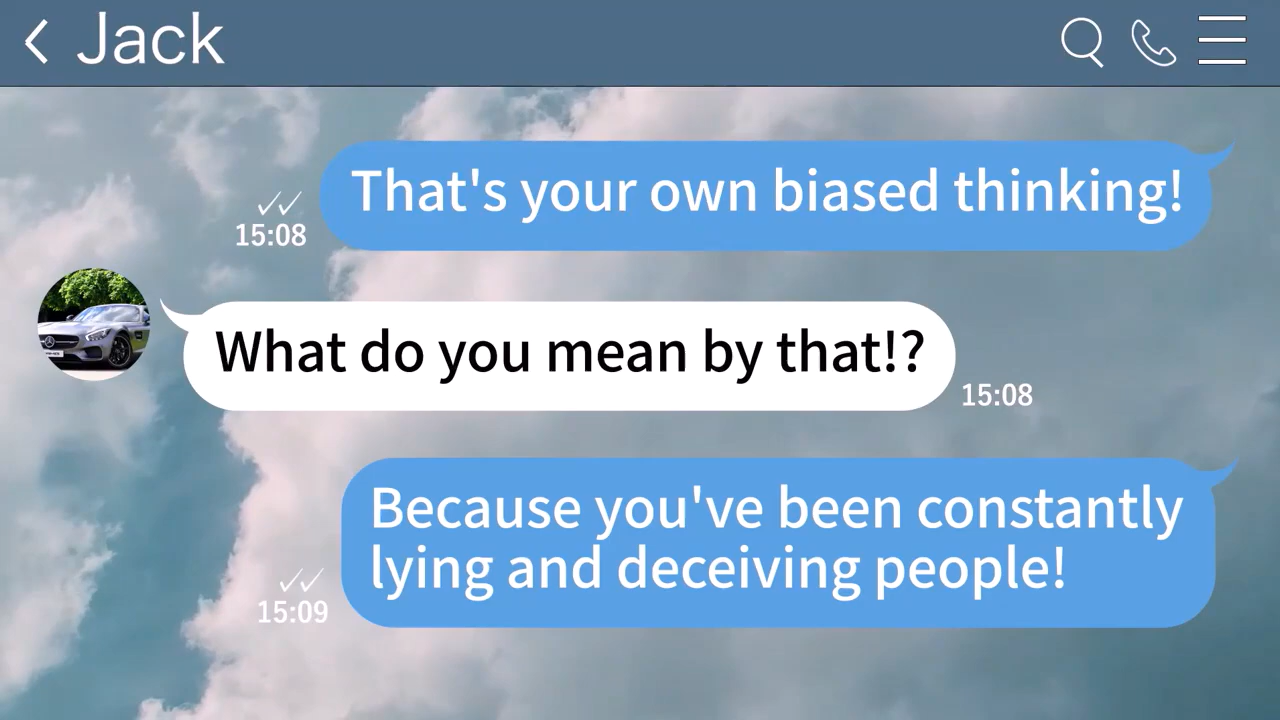 Jack
That's your own biased thinking!
15:08
What do you mean by that!?
15:08
Because you've been constantly
lying and deceiving people!
15:09